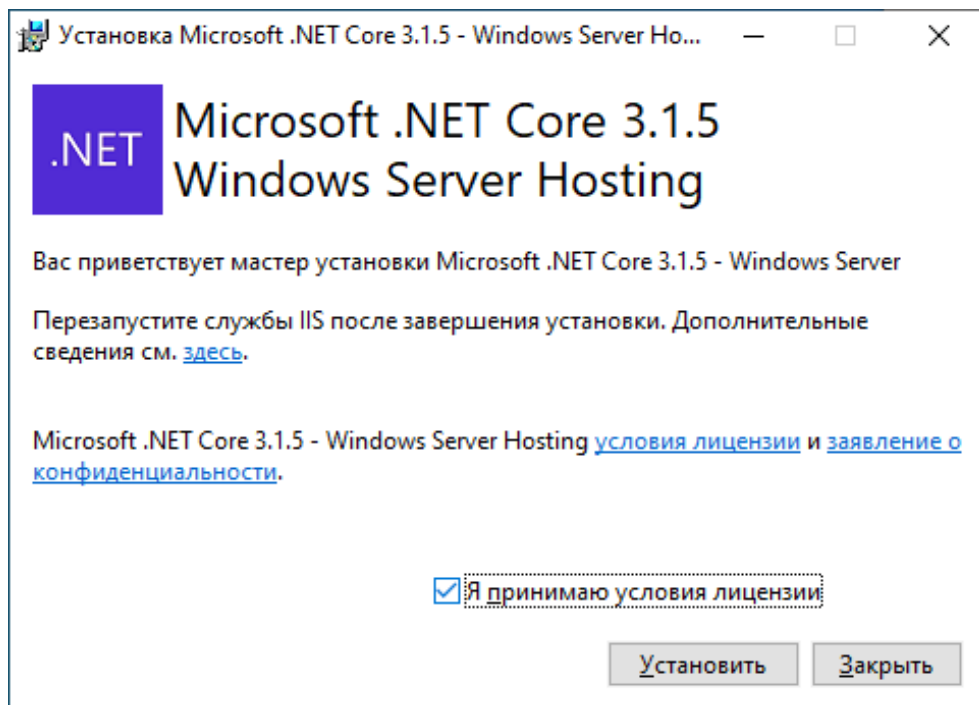 Установка Microsoft .NET Core 3.1.5 - Windows Server Ho...
.NET
Microsoft .NET Core 3.1.5
Windows Server Hosting
Вас приветствует мастер установки Microsoft .NET Core 3.1.5 - Windows Server
Перезапустите службы IIS после завершения установки. Дополнительные
сведения см. здесь.
Microsoft .NET Core 3.1.5 - Windows Server Hosting условия лицензии и заявление о
конфиденциальности.
Я принимаю условия лицензии
Установить
Закрыть